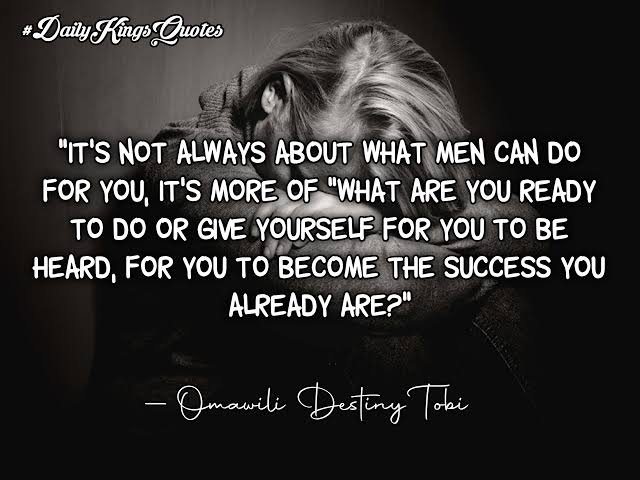 #DailyKingsQuotes
"IT'S NOT ALWAYS ABOUT WHAT MEN CAN DO
FOR YOU, IT'S MORE OF "WHAT ARE YOU READY
TO DO OR GIVE YOURSELF FOR YOU TO BE
HEARD, FOR YOU TO BECOME THE SUCCESS YOU
ALREADY ARE?"
— Omawili Destiny Tobi